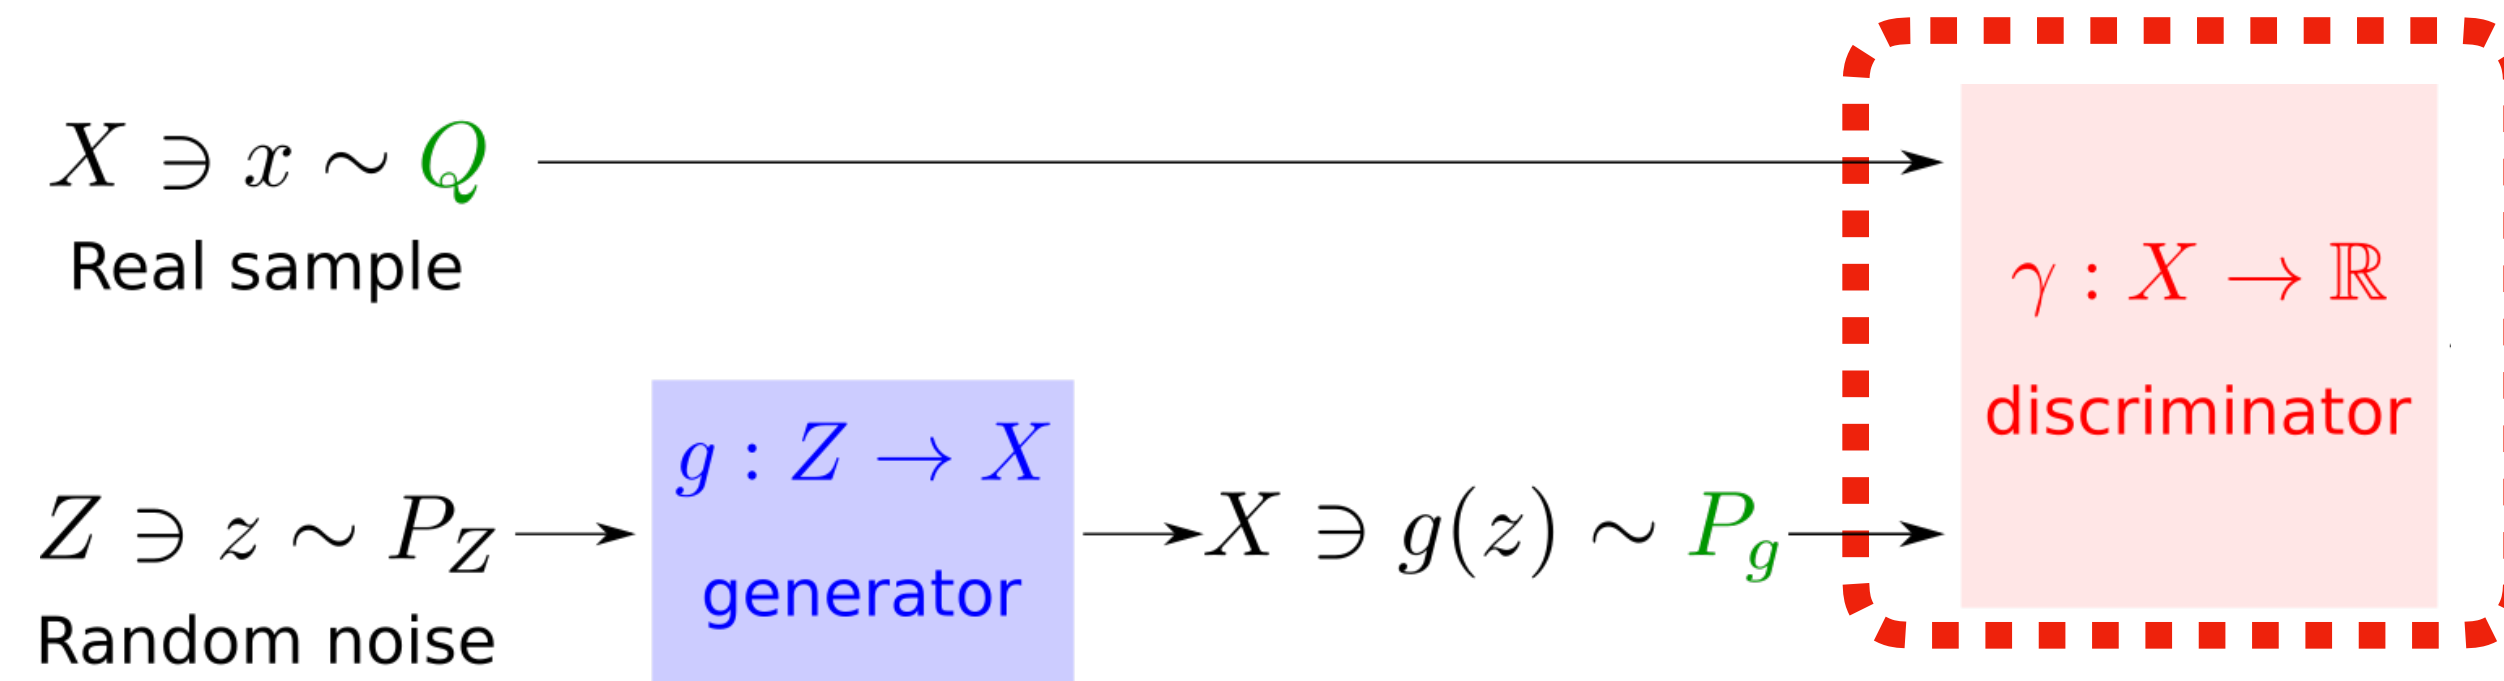 X ∋ x ∼ Q
Real sample
γ : X → ℝ
discriminator
Z ∋ z ∼ P_Z
Random noise
g : Z → X
generator
X ∋ g(z) ∼ P_g